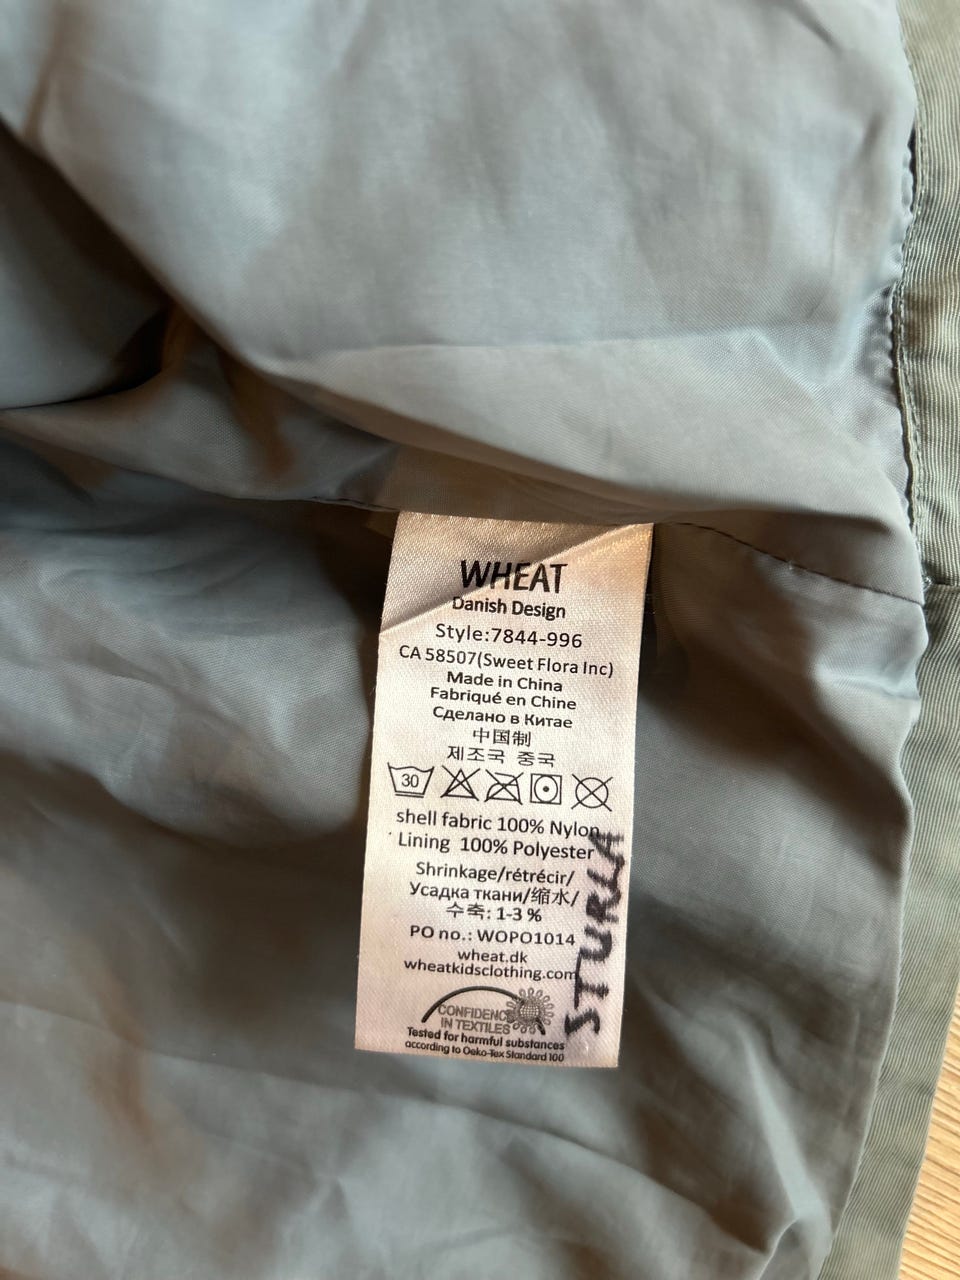 WHEAT
Danish Design
Style:7844-996
CA 58507(Sweet Flora Inc)
Made in China
Fabriqué en Chine
Сделано в Китае
中国制
제조국 중국
30
shell fabric 100% Nylon
Lining 100% Polyester
Shrinkage/rétrécir/
Усадка ткани/缩水/
수축: 1-3 %
PO no.: WOPO1014
wheat.dk
wheatkidsclothing.com
CONFIDENCE
IN TEXTILES
Tested for harmful substances
according to Oeko-Tex Standard 100
STURLA